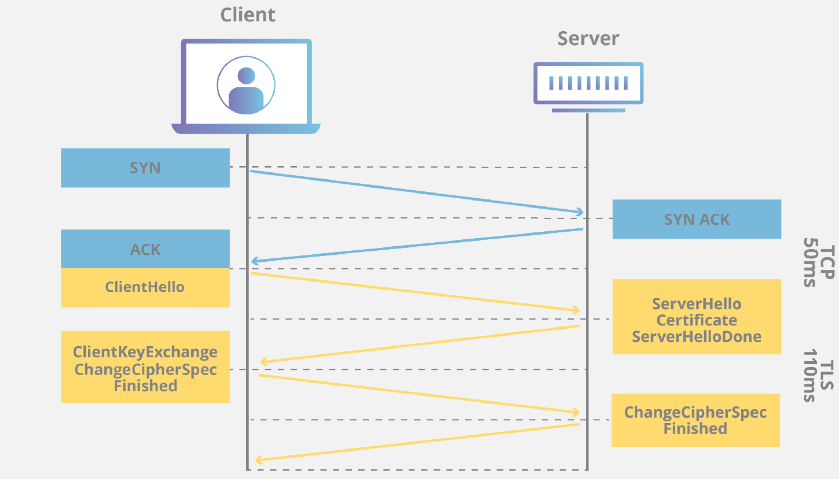 Client
Server
SYN
SYN ACK
ACK
ClientHello
ServerHello
Certificate
ServerHelloDone
ClientKeyExchange
ChangeCipherSpec
Finished
ChangeCipherSpec
Finished
TCP
50ms
TLS
110ms